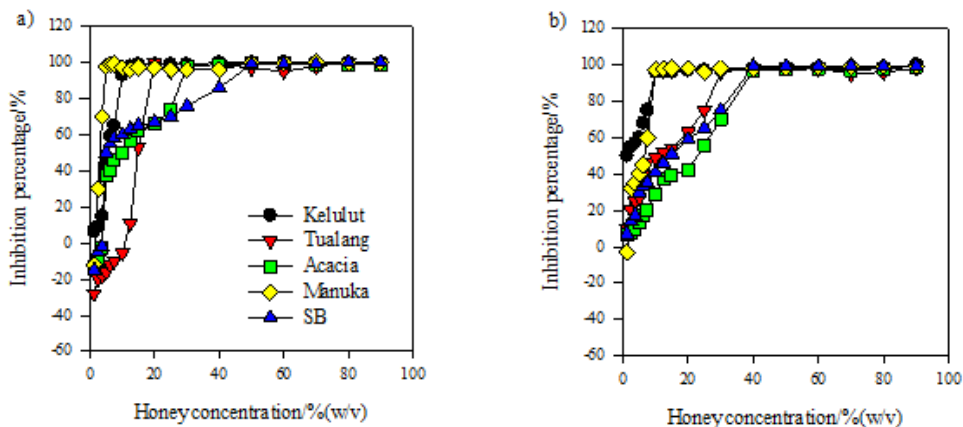 a)
120
100
80
60
40
20
0
-20
-40
-60
Inhibition percentage/%
Kelulut
Tualang
Acacia
Manuka
SB
0 20 40 60 80 100
Honey concentration/%(w/v)
b)
120
100
80
60
40
20
0
-20
-40
-60
Inhibition percentage/%
0 20 40 60 80 100
Honey concentration/%(w/v)